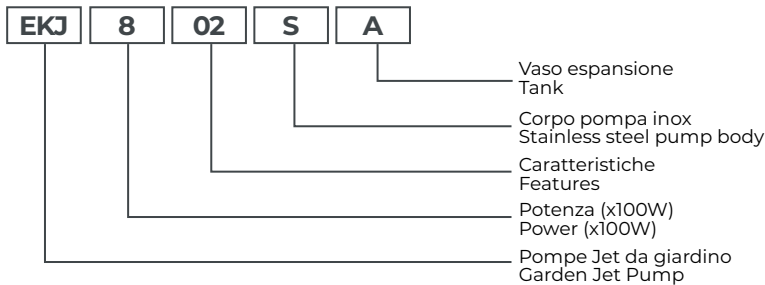 EKJ 8 02 S A
Vaso espansione
Tank
Corpo pompa inox
Stainless steel pump body
Caratteristiche
Features
Potenza (x100W)
Power (x100W)
Pompe Jet da giardino
Garden Jet Pump